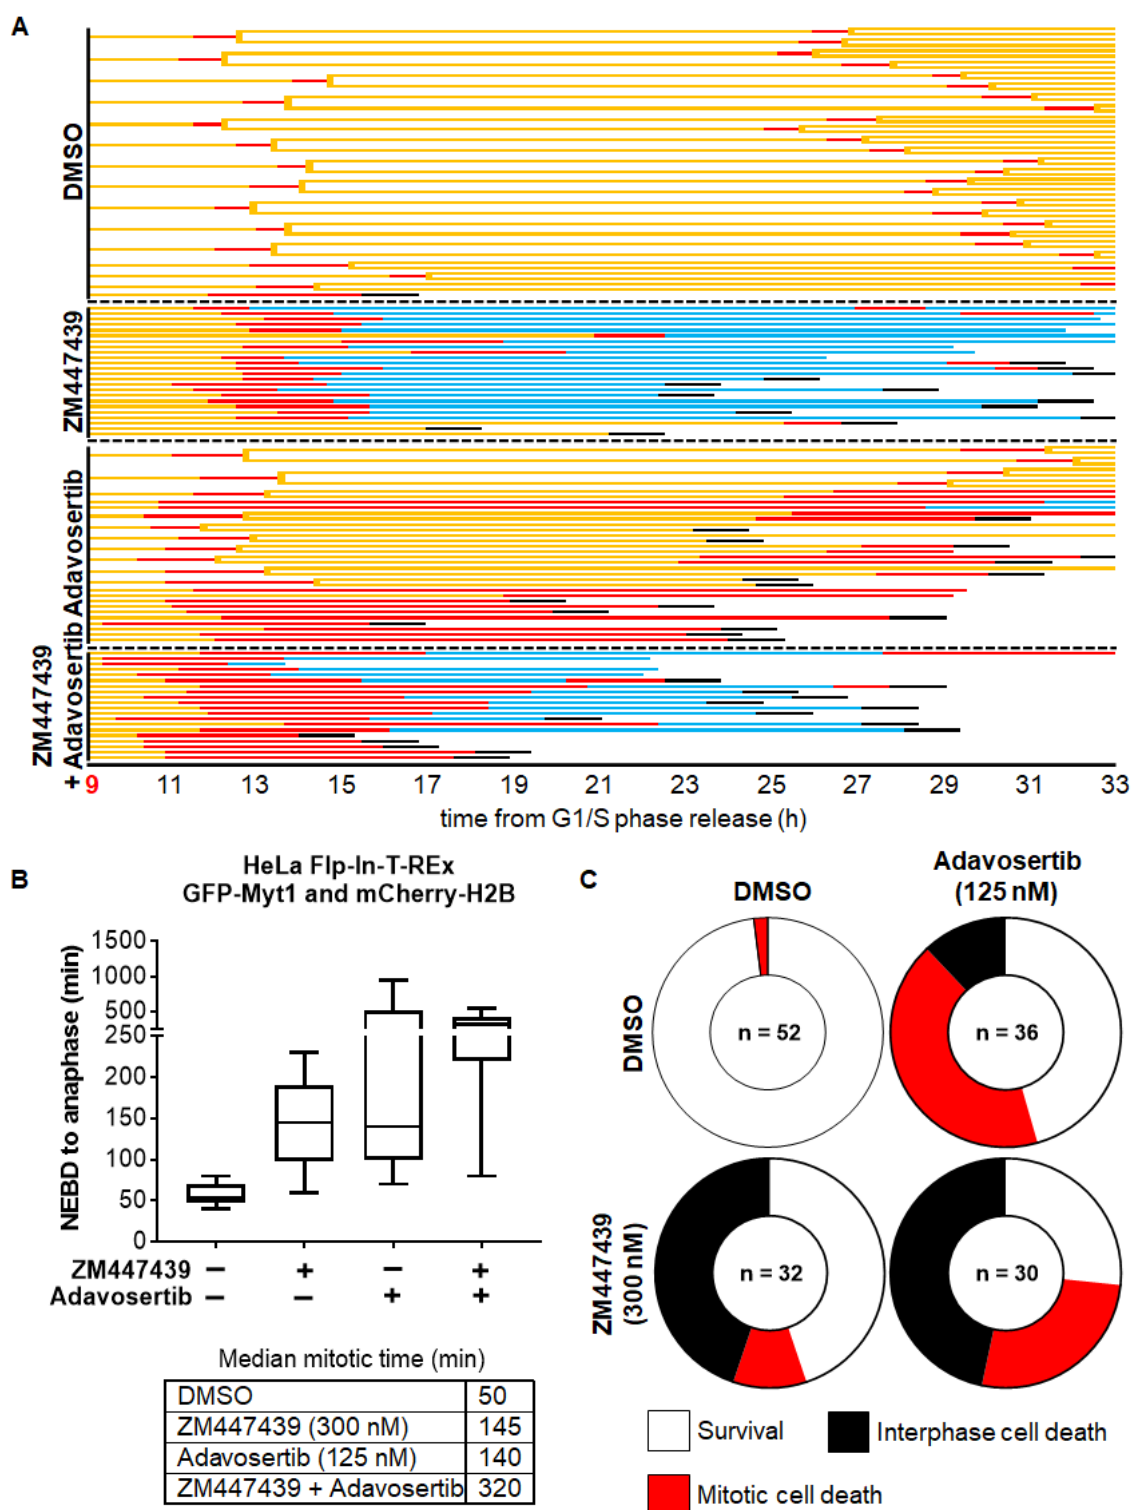 A
DMSO
ZM447439
Adavosertib
ZM447439
+ Adavosertib
9 11 13 15 17 19 21 23 25 27 29 31 33
time from G1/S phase release (h)
B
HeLa Flp-In-T-REx
GFP-Myt1 and mCherry-H2B
NEBD to anaphase (min)
1500
1000
500
250
200
150
100
50
0
ZM447439 – + – +
Adavosertib – – + +
Median mitotic time (min)
DMSO 50
ZM447439 (300 nM) 145
Adavosertib (125 nM) 140
ZM447439 + Adavosertib 320
C
DMSO
Adavosertib
(125 nM)
DMSO
n = 52
n = 36
ZM447439
(300 nM)
n = 32
n = 30
Survival
Interphase cell death
Mitotic cell death